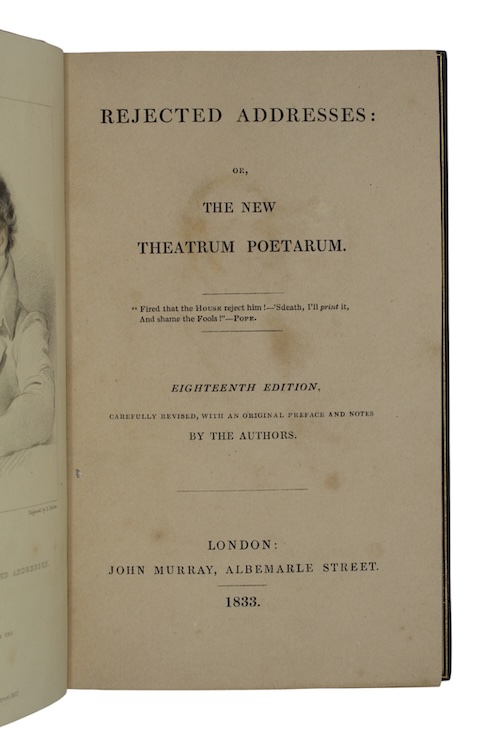 REJECTED ADDRESSES:
OR,
THE NEW
THEATRUM POETARUM.
“ Fired that the HOUSE reject him !—’Sdeath, I’ll print it,
And shame the Fools !”—POPE.
EIGHTEENTH EDITION,
CAREFULLY REVISED, WITH AN ORIGINAL PREFACE AND NOTES
BY THE AUTHORS.
LONDON:
JOHN MURRAY, ALBEMARLE STREET.
1833.
ADDRESSES.